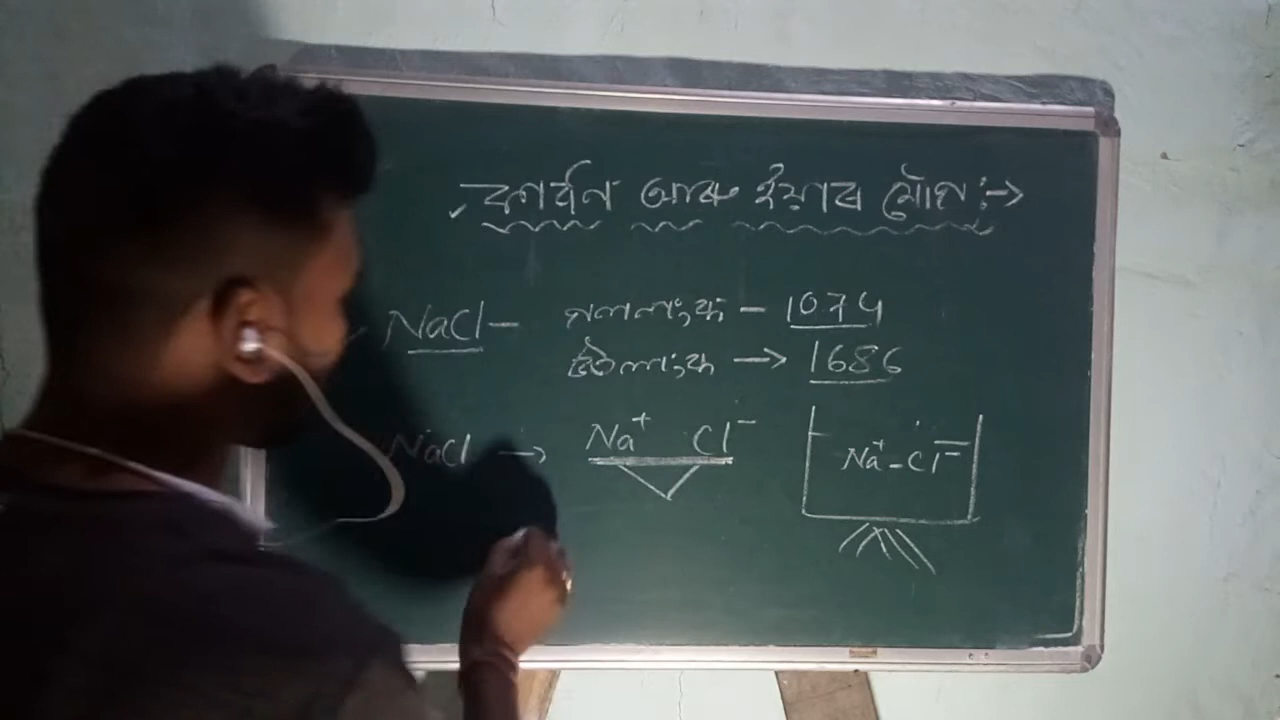 কাৰ্বন আৰু ইয়াৰ যৌগ :→
NaCl – গলনাংক – 1074
উতলাংক → 1686
NaCl → Na⁺ Cl⁻
Na⁺ – Cl⁻